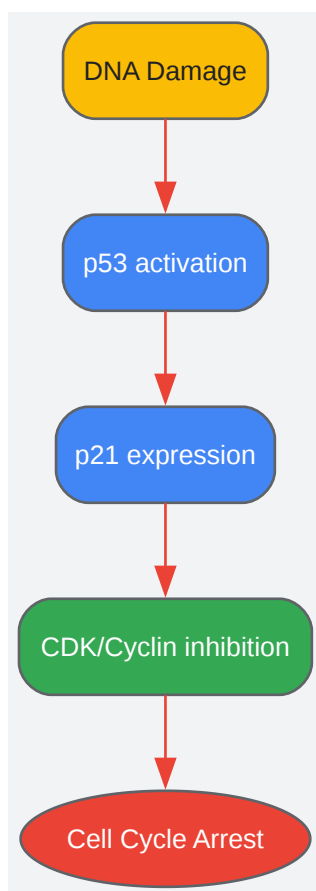 DNA Damage
p53 activation
p21 expression
CDK/Cyclin inhibition
Cell Cycle Arrest